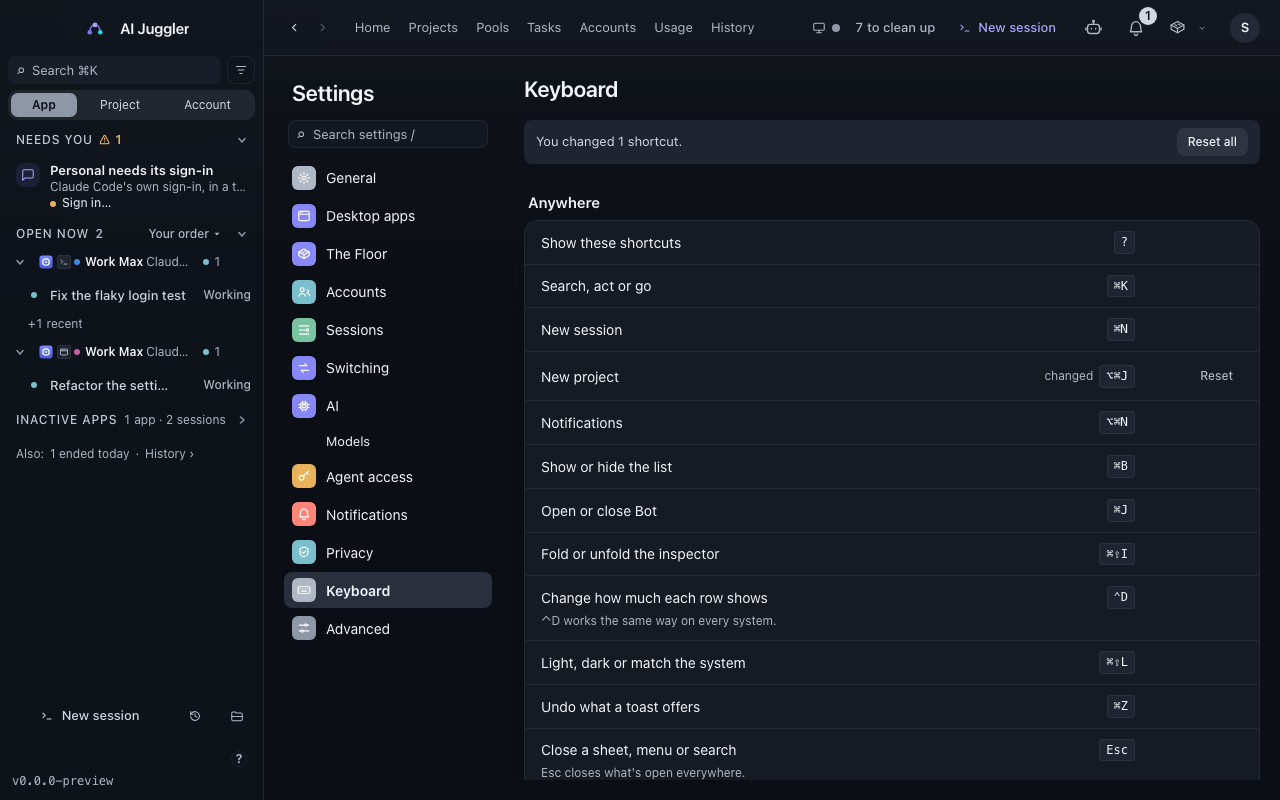 AI Juggler
Search ⌘K
App
Project
Account
NEEDS YOU 1
Personal needs its sign-in
Claude Code's own sign-in, in a t…
Sign in…
OPEN NOW 2
Your order
Work Max Claud… 1
Fix the flaky login test Working
+1 recent
Work Max Claud… 1
Refactor the setti… Working
INACTIVE APPS 1 app · 2 sessions
Also: 1 ended today · History ›
New session
?
v0.0.0-preview
Home
Projects
Pools
Tasks
Accounts
Usage
History
7 to clean up
New session
1
S
Settings
Search settings /
General
Desktop apps
The Floor
Accounts
Sessions
Switching
AI
Models
Agent access
Notifications
Privacy
Keyboard
Advanced
Keyboard
You changed 1 shortcut.
Reset all
Anywhere
Show these shortcuts ?
Search, act or go ⌘K
New session ⌘N
New project changed ⌥⌘J Reset
Notifications ⌥⌘N
Show or hide the list ⌘B
Open or close Bot ⌘J
Fold or unfold the inspector ⌘⇧I
Change how much each row shows ^D
^D works the same way on every system.
Light, dark or match the system ⌘⇧L
Undo what a toast offers ⌘Z
Close a sheet, menu or search Esc
Esc closes what's open everywhere.